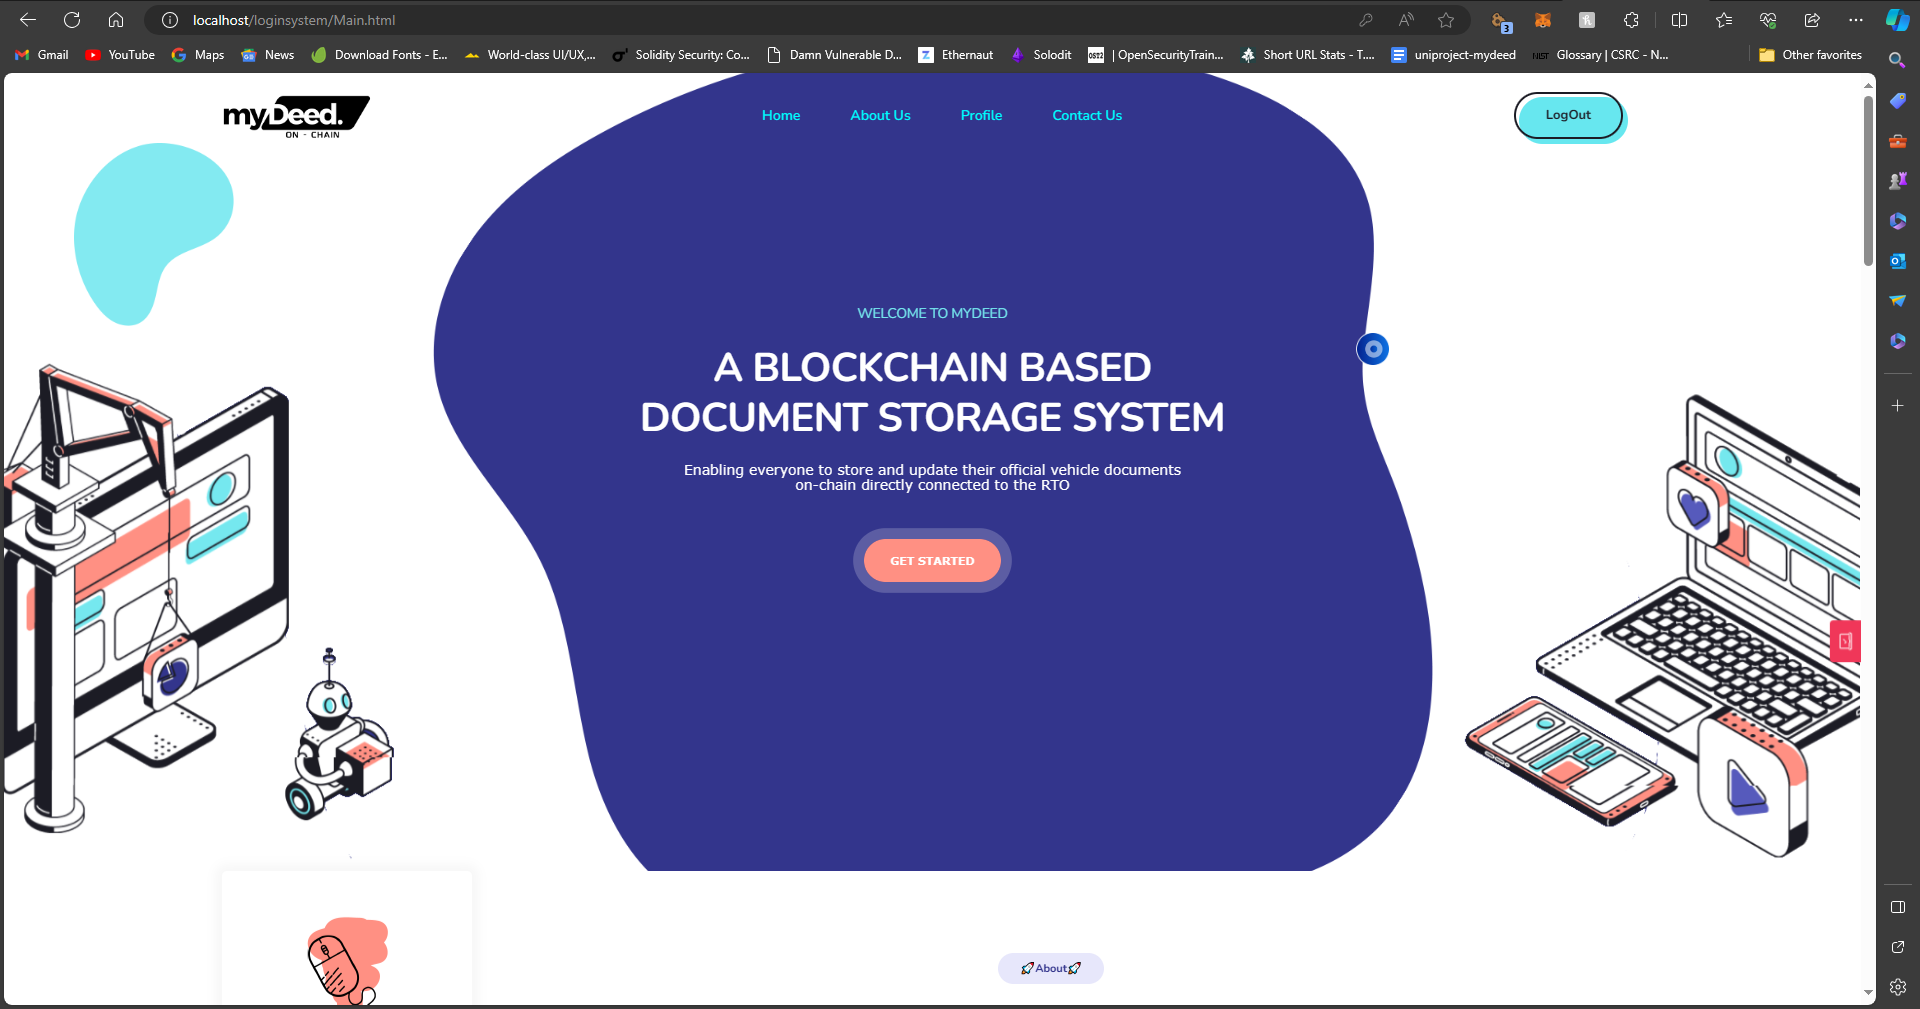 localhost/loginsystem/Main.html
Gmail
YouTube
Maps
News
Download Fonts - E...
World-class UI/UX,...
Solidity Security: Co...
Damn Vulnerable D...
Ethernaut
Solodit
| OpenSecurityTrain...
Short URL Stats - T....
uniproject-mydeed
Glossary | CSRC - N...
Other favorites
myDeed.
ON - CHAIN
Home
About Us
Profile
Contact Us
LogOut
WELCOME TO MYDEED
A BLOCKCHAIN BASED
DOCUMENT STORAGE SYSTEM
Enabling everyone to store and update their official vehicle documents
on-chain directly connected to the RTO
GET STARTED
🚀About🚀